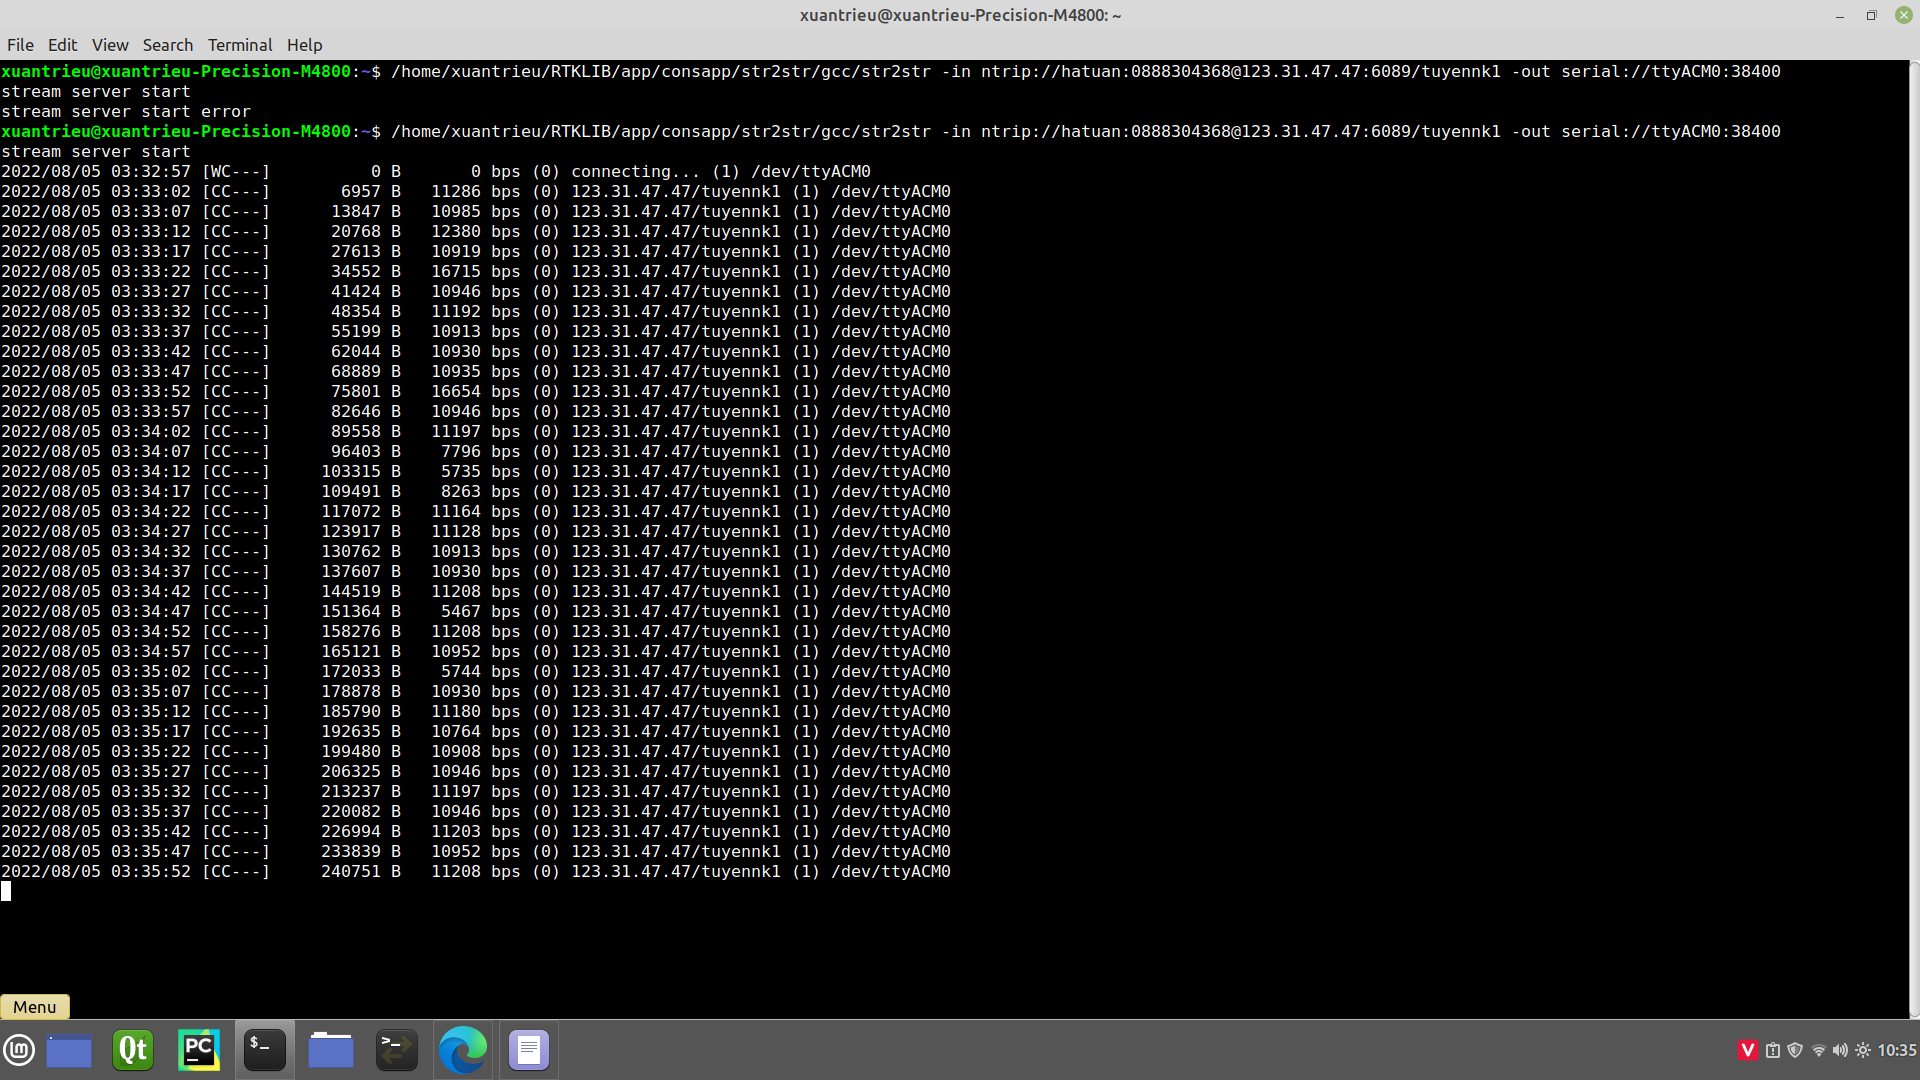 xuantrieu@xuantrieu-Precision-M4800: ~
File Edit View Search Terminal Help
xuantrieu@xuantrieu-Precision-M4800:~$ /home/xuantrieu/RTKLIB/app/consapp/str2str/gcc/str2str -in ntrip://hatuan:0888304368@123.31.47.47:6089/tuyennk1 -out serial://ttyACM0:38400
stream server start
stream server start error
xuantrieu@xuantrieu-Precision-M4800:~$ /home/xuantrieu/RTKLIB/app/consapp/str2str/gcc/str2str -in ntrip://hatuan:0888304368@123.31.47.47:6089/tuyennk1 -out serial://ttyACM0:38400
stream server start
2022/08/05 03:32:57 [WC---]          0 B       0 bps (0) connecting... (1) /dev/ttyACM0
2022/08/05 03:33:02 [CC---]       6957 B   11286 bps (0) 123.31.47.47/tuyennk1 (1) /dev/ttyACM0
2022/08/05 03:33:07 [CC---]      13847 B   10985 bps (0) 123.31.47.47/tuyennk1 (1) /dev/ttyACM0
2022/08/05 03:33:12 [CC---]      20768 B   12380 bps (0) 123.31.47.47/tuyennk1 (1) /dev/ttyACM0
2022/08/05 03:33:17 [CC---]      27613 B   10919 bps (0) 123.31.47.47/tuyennk1 (1) /dev/ttyACM0
2022/08/05 03:33:22 [CC---]      34552 B   16715 bps (0) 123.31.47.47/tuyennk1 (1) /dev/ttyACM0
2022/08/05 03:33:27 [CC---]      41424 B   10946 bps (0) 123.31.47.47/tuyennk1 (1) /dev/ttyACM0
2022/08/05 03:33:32 [CC---]      48354 B   11192 bps (0) 123.31.47.47/tuyennk1 (1) /dev/ttyACM0
2022/08/05 03:33:37 [CC---]      55199 B   10913 bps (0) 123.31.47.47/tuyennk1 (1) /dev/ttyACM0
2022/08/05 03:33:42 [CC---]      62044 B   10930 bps (0) 123.31.47.47/tuyennk1 (1) /dev/ttyACM0
2022/08/05 03:33:47 [CC---]      68889 B   10935 bps (0) 123.31.47.47/tuyennk1 (1) /dev/ttyACM0
2022/08/05 03:33:52 [CC---]      75801 B   16654 bps (0) 123.31.47.47/tuyennk1 (1) /dev/ttyACM0
2022/08/05 03:33:57 [CC---]      82646 B   10946 bps (0) 123.31.47.47/tuyennk1 (1) /dev/ttyACM0
2022/08/05 03:34:02 [CC---]      89558 B   11197 bps (0) 123.31.47.47/tuyennk1 (1) /dev/ttyACM0
2022/08/05 03:34:07 [CC---]      96403 B    7796 bps (0) 123.31.47.47/tuyennk1 (1) /dev/ttyACM0
2022/08/05 03:34:12 [CC---]     103315 B    5735 bps (0) 123.31.47.47/tuyennk1 (1) /dev/ttyACM0
2022/08/05 03:34:17 [CC---]     109491 B    8263 bps (0) 123.31.47.47/tuyennk1 (1) /dev/ttyACM0
2022/08/05 03:34:22 [CC---]     117072 B   11164 bps (0) 123.31.47.47/tuyennk1 (1) /dev/ttyACM0
2022/08/05 03:34:27 [CC---]     123917 B   11128 bps (0) 123.31.47.47/tuyennk1 (1) /dev/ttyACM0
2022/08/05 03:34:32 [CC---]     130762 B   10913 bps (0) 123.31.47.47/tuyennk1 (1) /dev/ttyACM0
2022/08/05 03:34:37 [CC---]     137607 B   10930 bps (0) 123.31.47.47/tuyennk1 (1) /dev/ttyACM0
2022/08/05 03:34:42 [CC---]     144519 B   11208 bps (0) 123.31.47.47/tuyennk1 (1) /dev/ttyACM0
2022/08/05 03:34:47 [CC---]     151364 B    5467 bps (0) 123.31.47.47/tuyennk1 (1) /dev/ttyACM0
2022/08/05 03:34:52 [CC---]     158276 B   11208 bps (0) 123.31.47.47/tuyennk1 (1) /dev/ttyACM0
2022/08/05 03:34:57 [CC---]     165121 B   10952 bps (0) 123.31.47.47/tuyennk1 (1) /dev/ttyACM0
2022/08/05 03:35:02 [CC---]     172033 B    5744 bps (0) 123.31.47.47/tuyennk1 (1) /dev/ttyACM0
2022/08/05 03:35:07 [CC---]     178878 B   10930 bps (0) 123.31.47.47/tuyennk1 (1) /dev/ttyACM0
2022/08/05 03:35:12 [CC---]     185790 B   11180 bps (0) 123.31.47.47/tuyennk1 (1) /dev/ttyACM0
2022/08/05 03:35:17 [CC---]     192635 B   10764 bps (0) 123.31.47.47/tuyennk1 (1) /dev/ttyACM0
2022/08/05 03:35:22 [CC---]     199480 B   10908 bps (0) 123.31.47.47/tuyennk1 (1) /dev/ttyACM0
2022/08/05 03:35:27 [CC---]     206325 B   10946 bps (0) 123.31.47.47/tuyennk1 (1) /dev/ttyACM0
2022/08/05 03:35:32 [CC---]     213237 B   11197 bps (0) 123.31.47.47/tuyennk1 (1) /dev/ttyACM0
2022/08/05 03:35:37 [CC---]     220082 B   10946 bps (0) 123.31.47.47/tuyennk1 (1) /dev/ttyACM0
2022/08/05 03:35:42 [CC---]     226994 B   11203 bps (0) 123.31.47.47/tuyennk1 (1) /dev/ttyACM0
2022/08/05 03:35:47 [CC---]     233839 B   10952 bps (0) 123.31.47.47/tuyennk1 (1) /dev/ttyACM0
2022/08/05 03:35:52 [CC---]     240751 B   11208 bps (0) 123.31.47.47/tuyennk1 (1) /dev/ttyACM0
Menu
Qt PC $_ >_ V 10:35